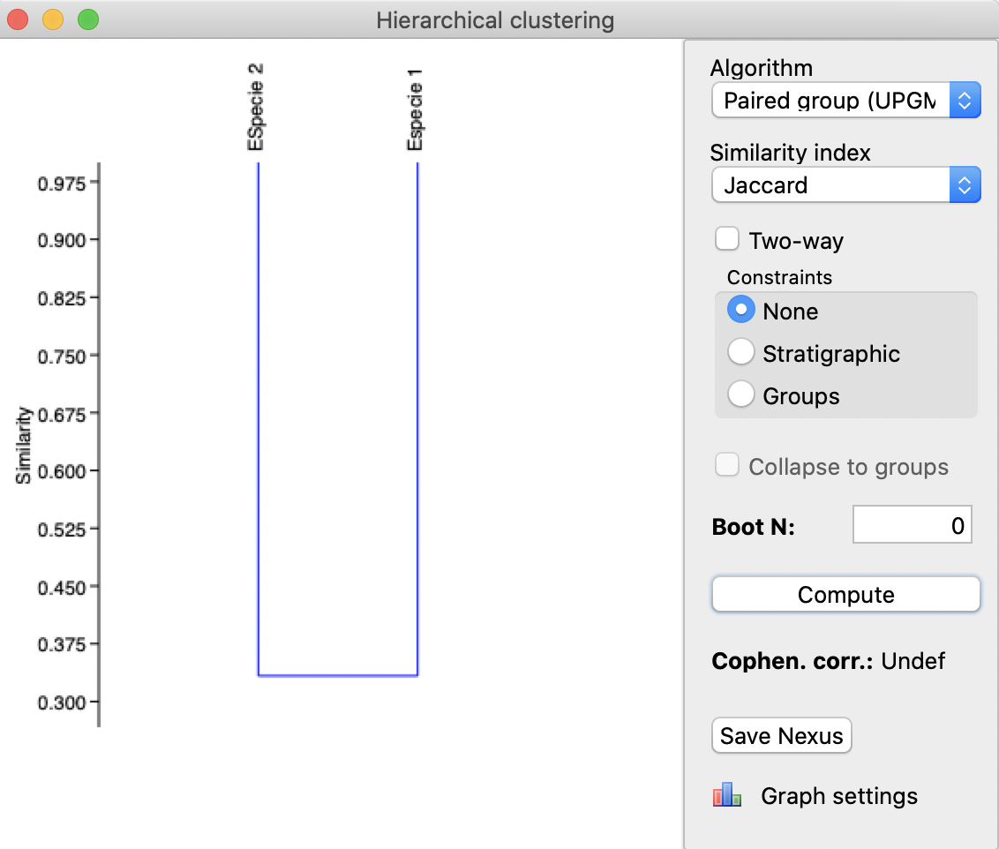 Hierarchical clustering
ESpecie 2
Especie 1
0.975
0.900
0.825
0.750
0.675
0.600
0.525
0.450
0.375
0.300
Similarity
Algorithm
Paired group (UPGM
Similarity index
Jaccard
Two-way
Constraints
None
Stratigraphic
Groups
Collapse to groups
Boot N: 0
Compute
Cophen. corr.: Undef
Save Nexus
Graph settings